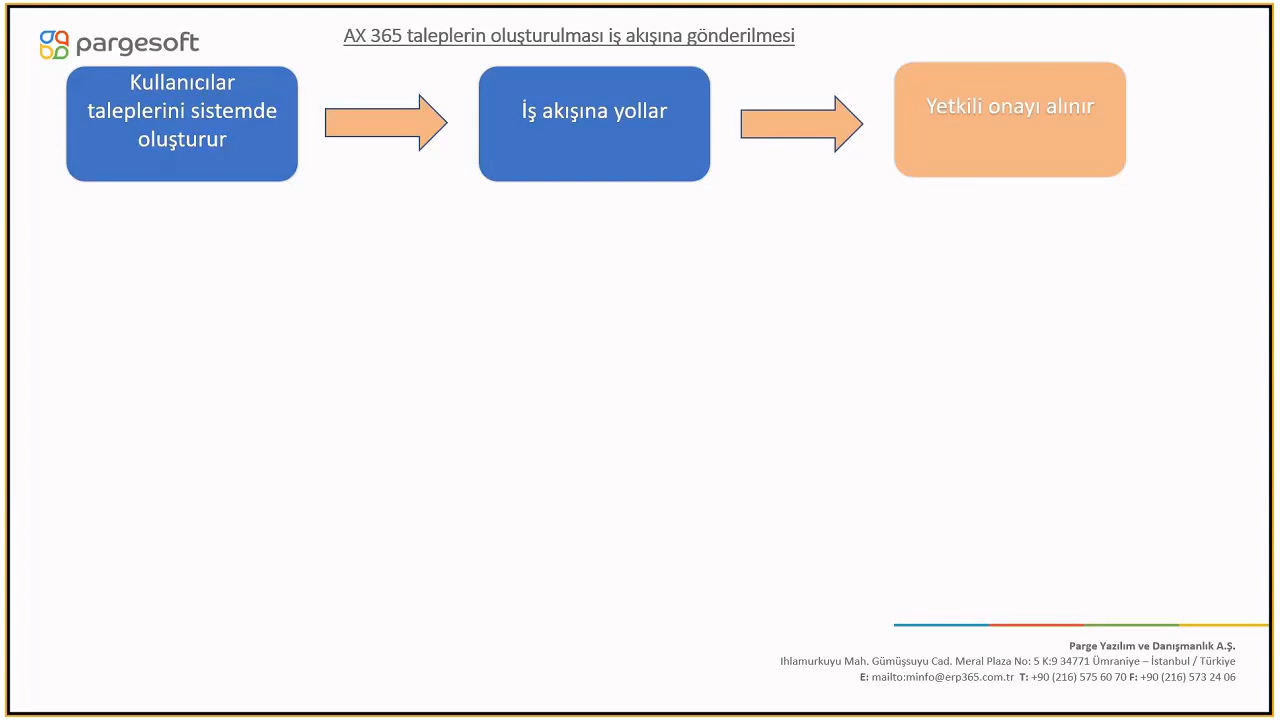 pargesoft
AX 365 taleplerin oluşturulması iş akışına gönderilmesi
Kullanıcılar
taleplerini sistemde
oluşturur
İş akışına yollar
Yetkili onayı alınır
Parge Yazılım ve Danışmanlık A.Ş.
Ihlamurkuyu Mah. Gümüşsuyu Cad. Meral Plaza No: 5 K:9 34771 Ümraniye – İstanbul / Türkiye
E: mailto:minfo@erp365.com.tr T: +90 (216) 575 60 70 F: +90 (216) 573 24 06